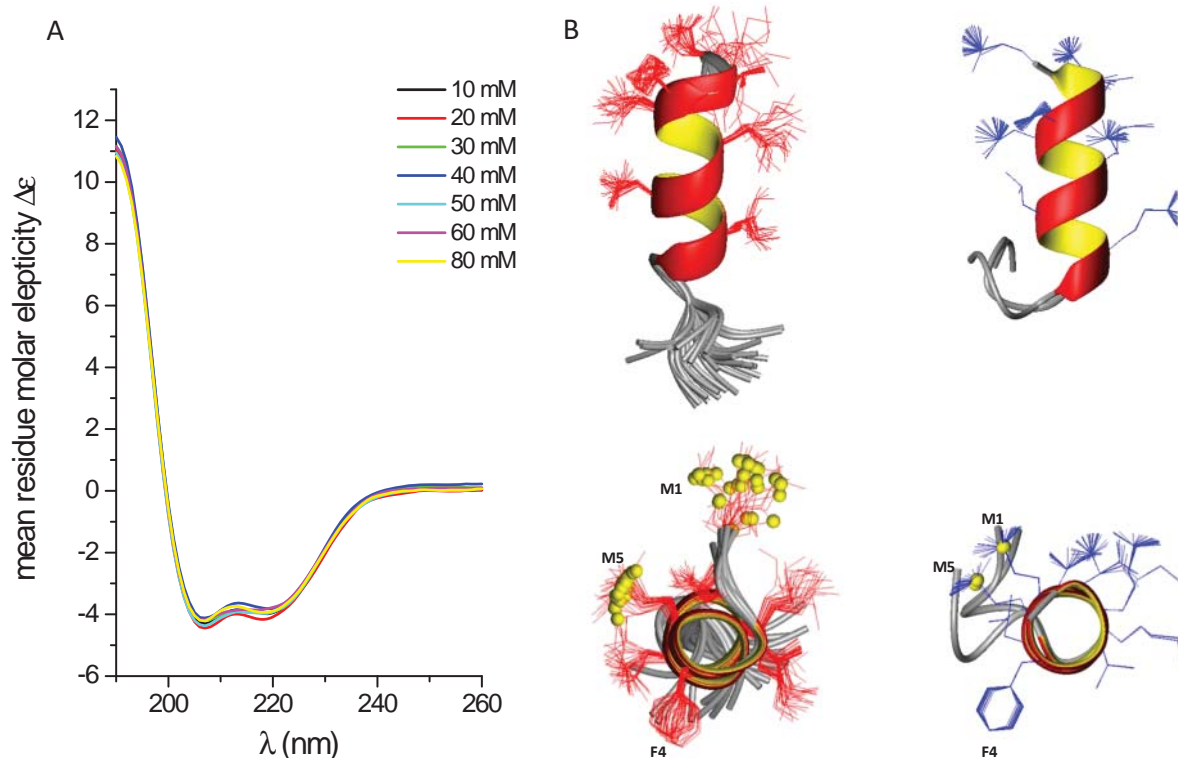 A
B
10 mM
20 mM
30 mM
40 mM
50 mM
60 mM
80 mM
mean residue molar elepticity Δε
12
10
8
6
4
2
0
-2
-4
-6
200
220
240
260
λ (nm)
M1
M5
F4
M1
M5
F4